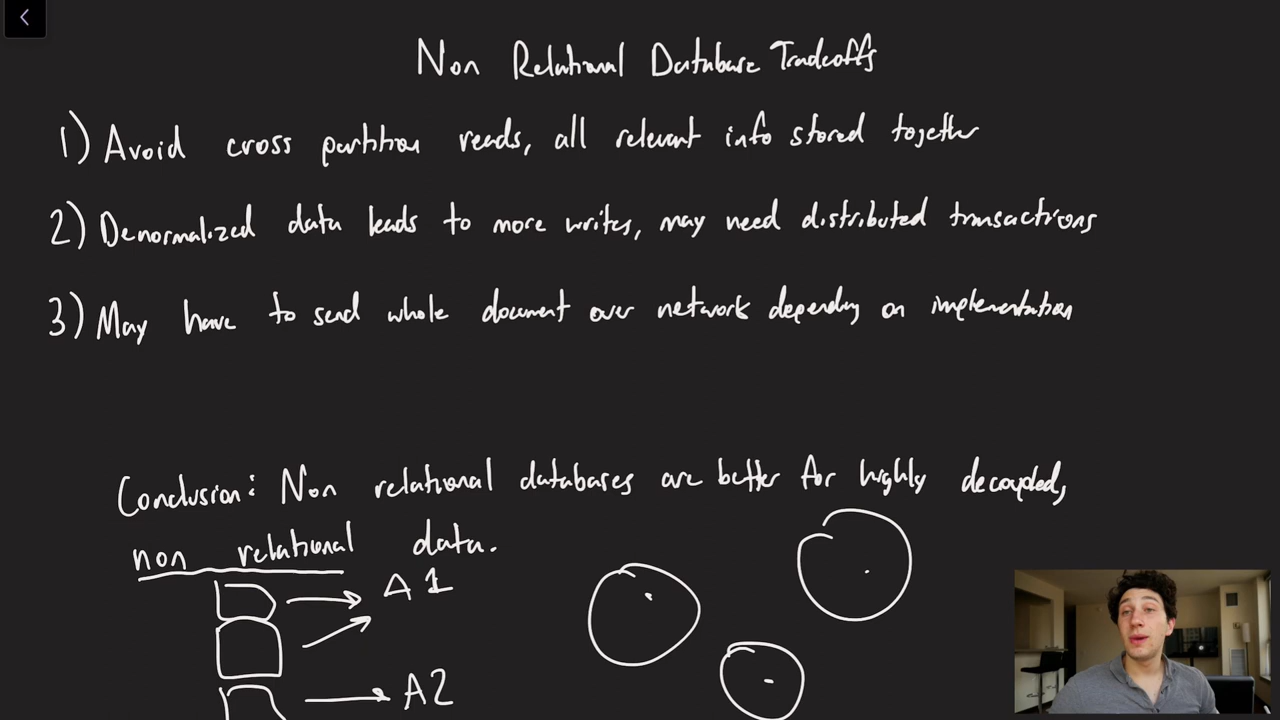 Non Relational Database Tradeoffs
1) Avoid cross partition reads, all relevant info stored together
2) Denormalized data leads to more writes, may need distributed transactions
3) May have to send whole document over network depending on implementation
Conclusion: Non relational databases are better for highly decoupled,
non relational data.
A1
A2